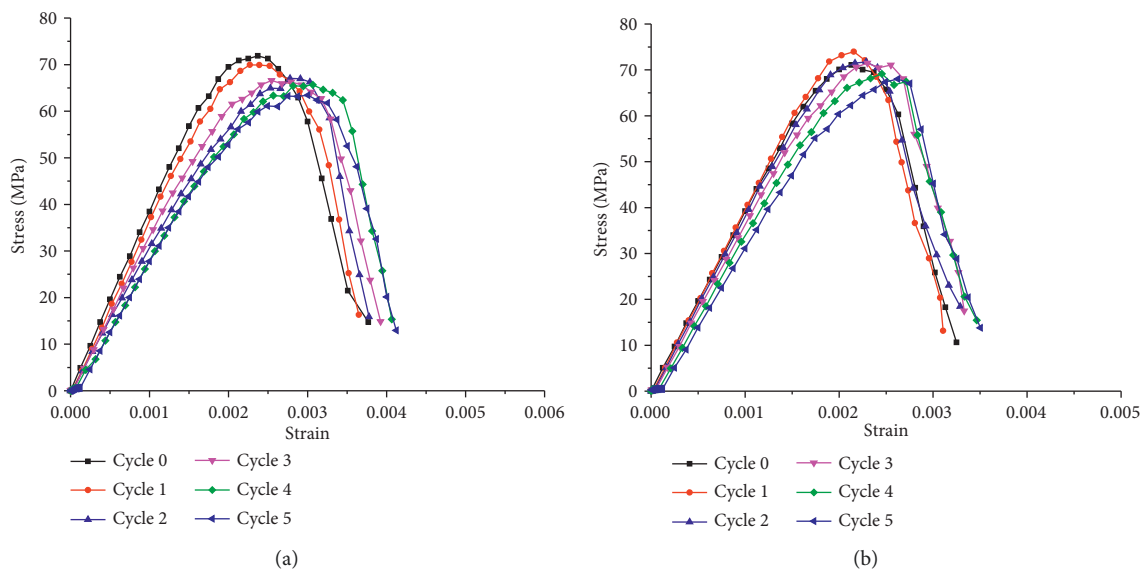 80
70
60
50
40
30
20
10
0
Stress (MPa)
0.000 0.001 0.002 0.003 0.004 0.005 0.006
Strain
Cycle 0
Cycle 1
Cycle 2
Cycle 3
Cycle 4
Cycle 5
(a)
80
70
60
50
40
30
20
10
0
Stress (MPa)
0.000 0.001 0.002 0.003 0.004 0.005
Strain
Cycle 0
Cycle 1
Cycle 2
Cycle 3
Cycle 4
Cycle 5
(b)